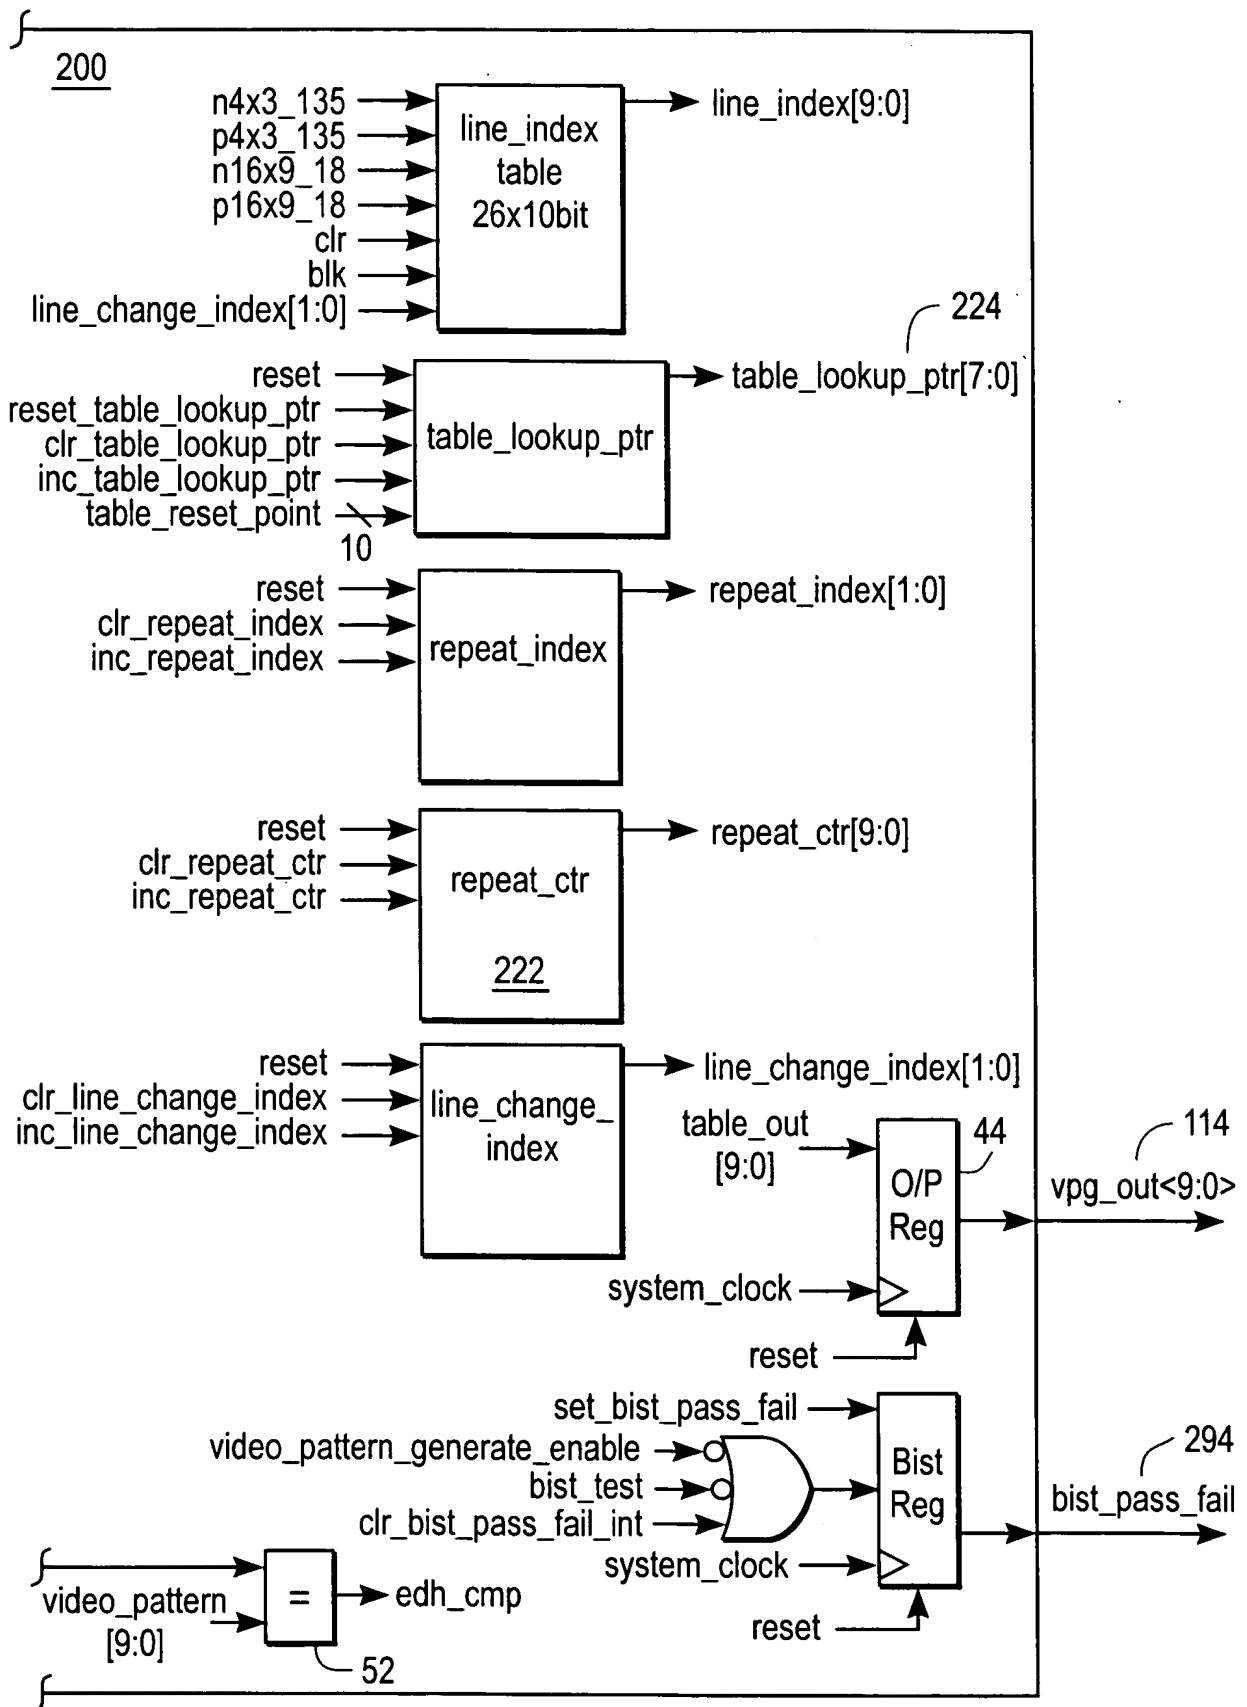 200
n4x3_135
p4x3_135
n16x9_18
p16x9_18
clr
blk
line_change_index[1:0]
line_index
table
26x10bit
line_index[9:0]
224
reset
reset_table_lookup_ptr
clr_table_lookup_ptr
inc_table_lookup_ptr
table_reset_point
10
table_lookup_ptr
table_lookup_ptr[7:0]
reset
clr_repeat_index
inc_repeat_index
repeat_index
repeat_index[1:0]
reset
clr_repeat_ctr
inc_repeat_ctr
repeat_ctr
222
repeat_ctr[9:0]
reset
clr_line_change_index
inc_line_change_index
line_change_
index
line_change_index[1:0]
table_out
[9:0]
system_clock
reset
O/P
Reg
44
114
vpg_out<9:0>
set_bist_pass_fail
video_pattern_generate_enable
bist_test
clr_bist_pass_fail_int
system_clock
reset
Bist
Reg
294
bist_pass_fail
video_pattern
[9:0]
=
edh_cmp
52